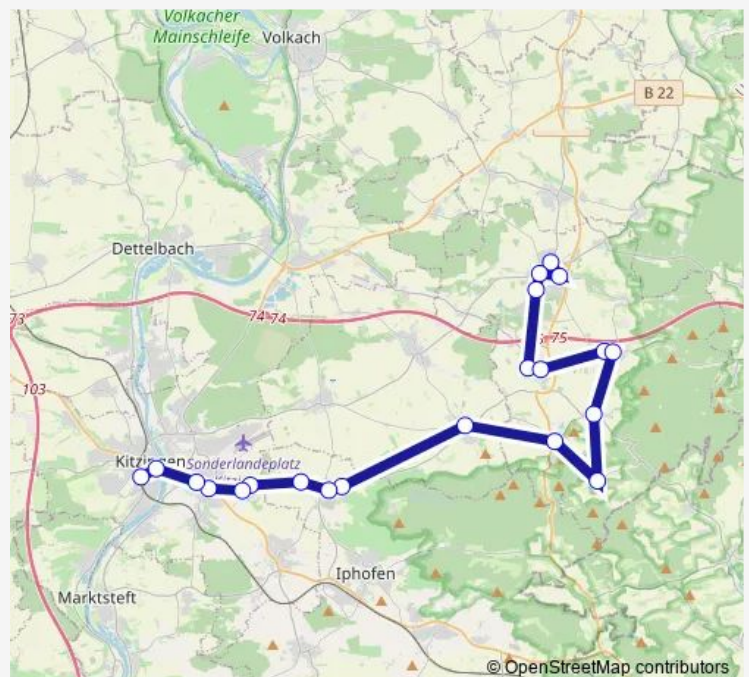 Volkacher
Mainschleife
Volkach
B 22
Dettelbach
73
74 74
75
103
Kitzingen
Sonderlandeplatz
Iphofen
Marktsteft
© OpenStreetMap contributors